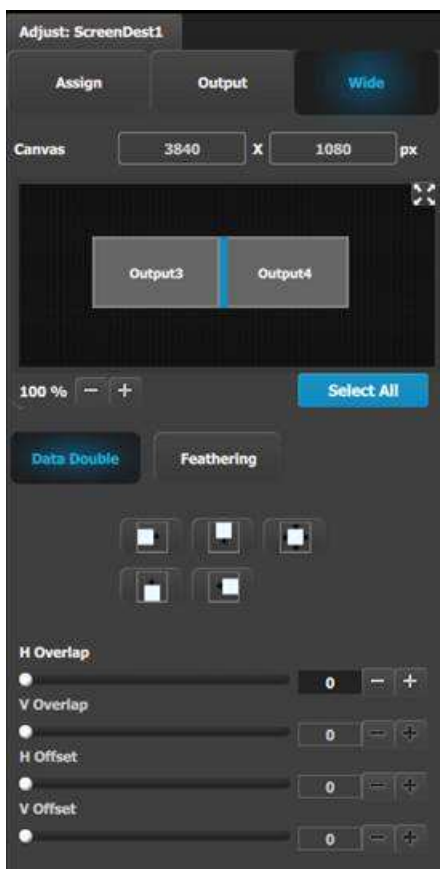 Adjust: ScreenDest1
Assign Output Wide
Canvas 3840 X 1080 px
Output3 Output4
100 % − + Select All
Data Double Feathering
H Overlap
0 − +
V Overlap
0 − +
H Offset
0 − +
V Offset
0 − +